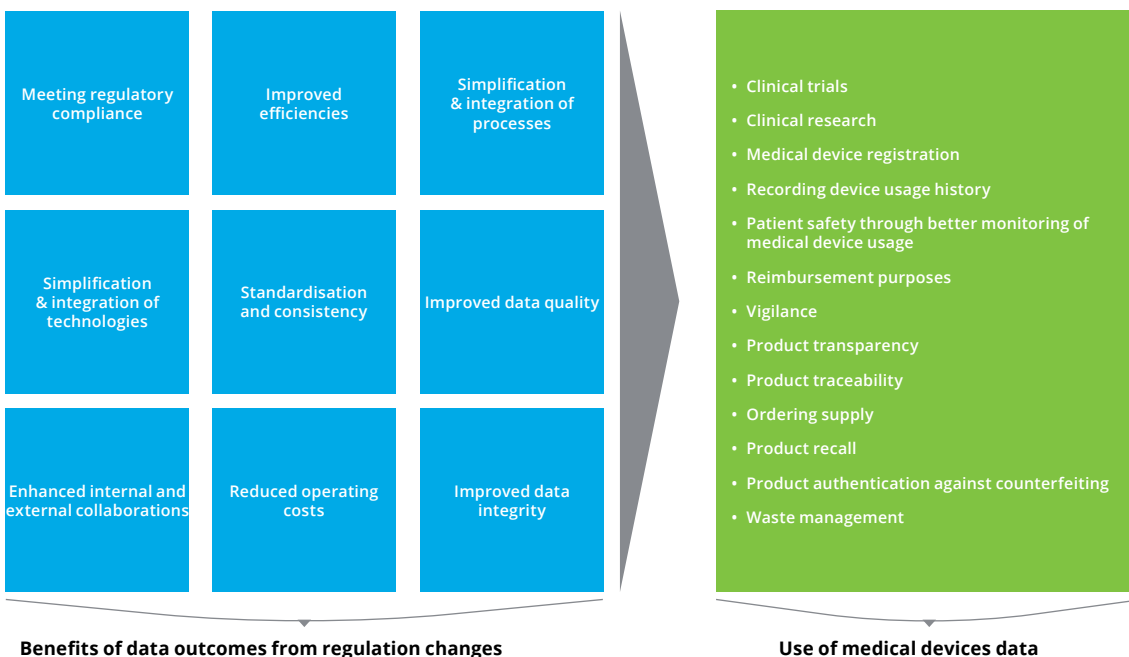 Meeting regulatory
compliance
Improved
efficiencies
Simplification
& integration of
processes
Simplification
& integration of
technologies
Standardisation
and consistency
Improved data quality
Enhanced internal and
external collaborations
Reduced operating
costs
Improved data
integrity
Benefits of data outcomes from regulation changes
• Clinical trials
• Clinical research
• Medical device registration
• Recording device usage history
• Patient safety through better monitoring of
medical device usage
• Reimbursement purposes
• Vigilance
• Product transparency
• Product traceability
• Ordering supply
• Product recall
• Product authentication against counterfeiting
• Waste management
Use of medical devices data